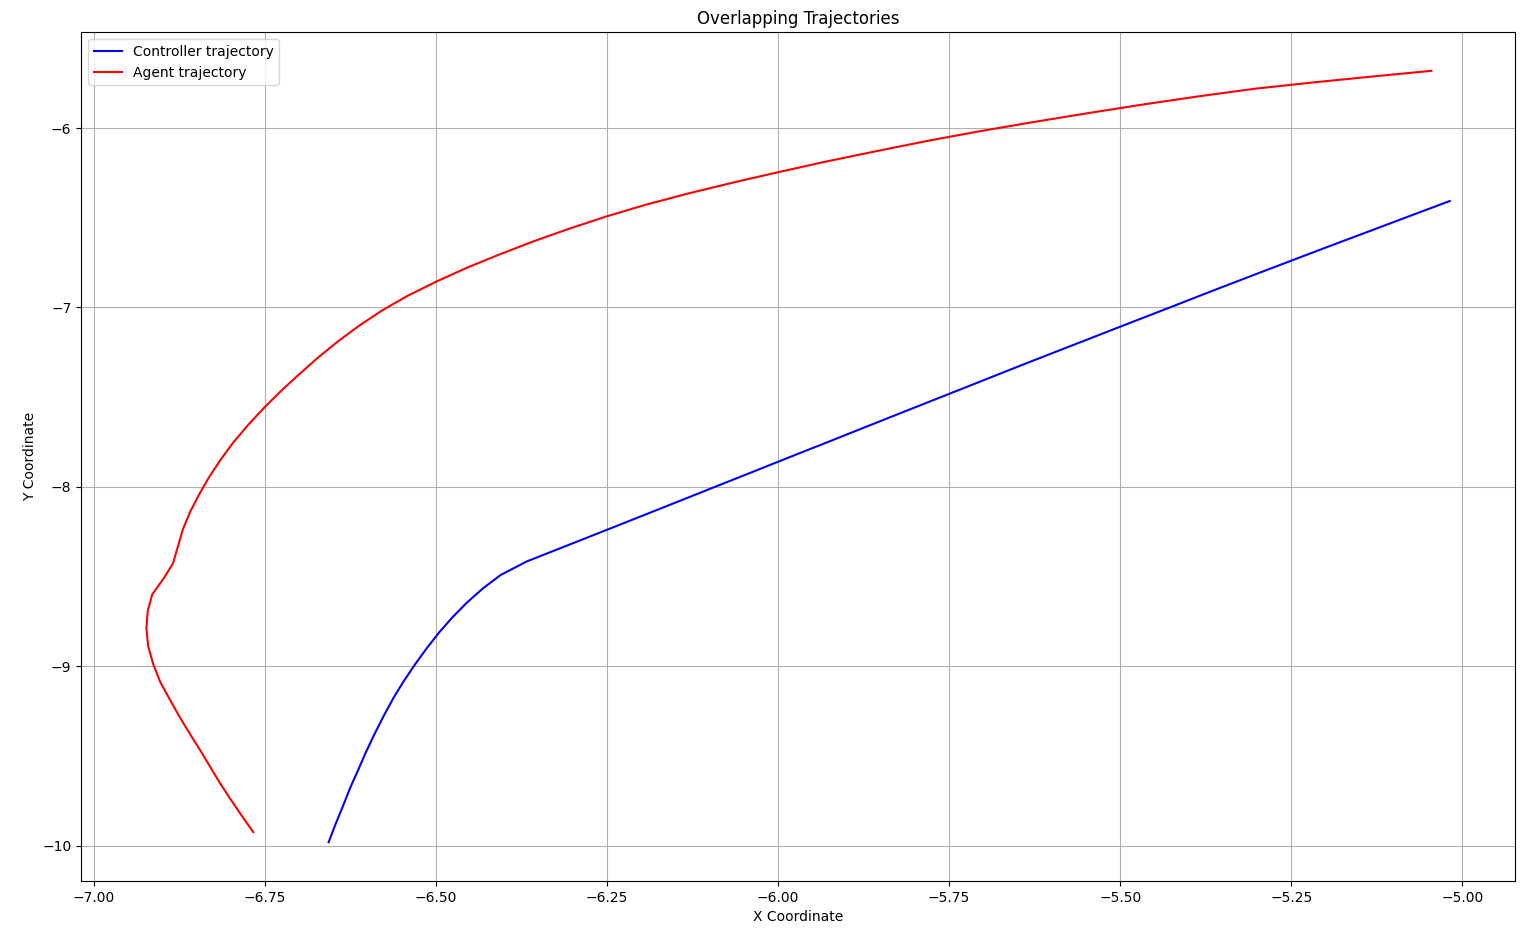 Overlapping Trajectories
Controller trajectory
Agent trajectory
−6
−7
−8
−9
−10
Y Coordinate
−7.00 −6.75 −6.50 −6.25 −6.00 −5.75 −5.50 −5.25 −5.00
X Coordinate